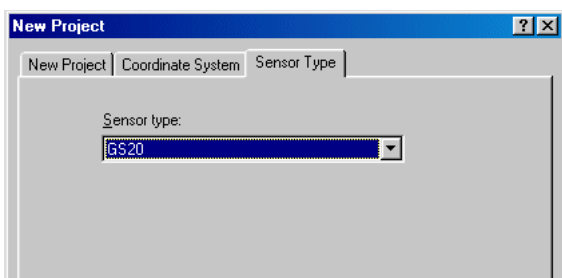 New Project
New Project Coordinate System Sensor Type
Sensor type:
GS20